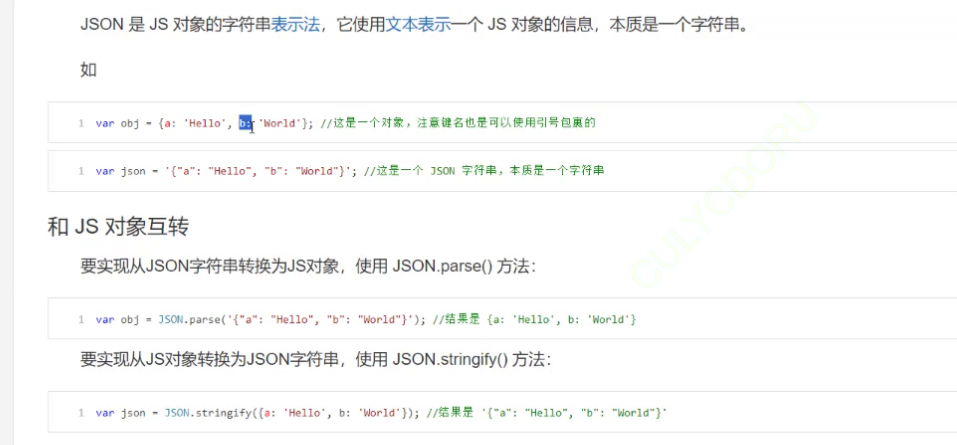 JSON 是 JS 对象的字符串表示法，它使用文本表示一个 JS 对象的信息，本质是一个字符串。
如
1 var obj = {a: 'Hello', b: 'World'}; //这是一个对象，注意键名也是可以使用引号包裹的
1 var json = '{"a": "Hello", "b": "World"}'; //这是一个 JSON 字符串，本质是一个字符串
和 JS 对象互转
要实现从JSON字符串转换为JS对象，使用 JSON.parse() 方法：
1 var obj = JSON.parse('{"a": "Hello", "b": "World"}'); //结果是 {a: 'Hello', b: 'World'}
要实现从JS对象转换为JSON字符串，使用 JSON.stringify() 方法：
1 var json = JSON.stringify({a: 'Hello', b: 'World'}); //结果是 '{"a": "Hello", "b": "World"}'